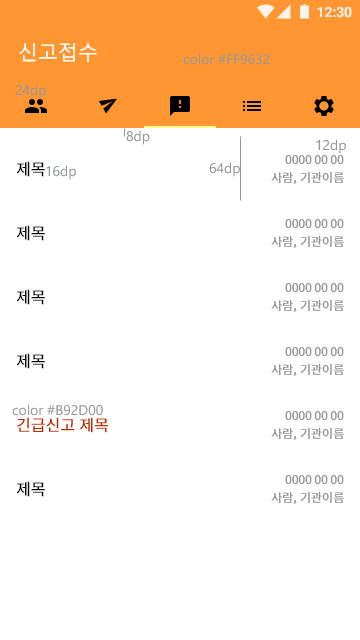 12:30
신고접수
color #FF9632
24dp
8dp
12dp
제목
16dp
64dp
0000 00 00
사람, 기관이름
제목
0000 00 00
사람, 기관이름
제목
0000 00 00
사람, 기관이름
제목
0000 00 00
사람, 기관이름
color #B92D00
긴급신고 제목
0000 00 00
사람, 기관이름
제목
0000 00 00
사람, 기관이름